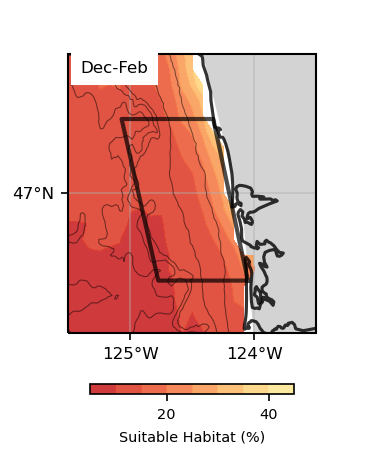 Dec-Feb
47°N
125°W 124°W
20 40
Suitable Habitat (%)